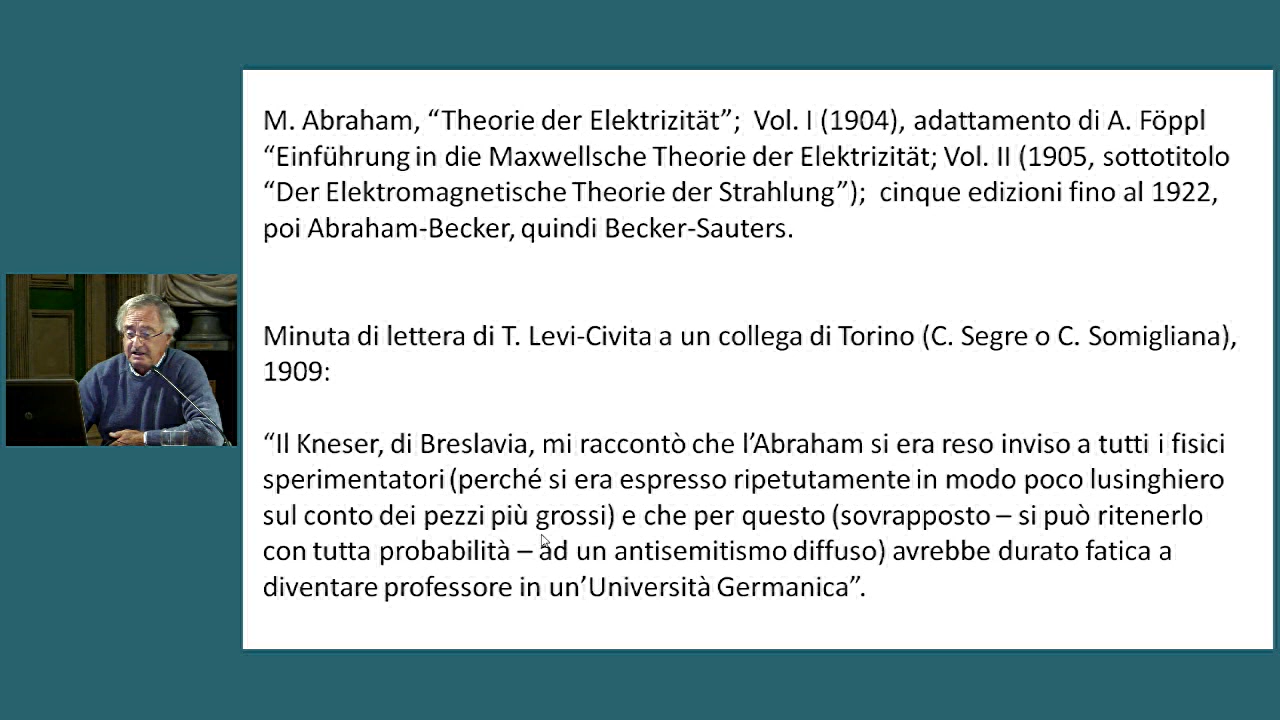 M. Abraham, “Theorie der Elektrizität”; Vol. I (1904), adattamento di A. Föppl
“Einführung in die Maxwellsche Theorie der Elektrizität; Vol. II (1905, sottotitolo
“Der Elektromagnetische Theorie der Strahlung”); cinque edizioni fino al 1922,
poi Abraham-Becker, quindi Becker-Sauters.
Minuta di lettera di T. Levi-Civita a un collega di Torino (C. Segre o C. Somigliana),
1909:
“Il Kneser, di Breslavia, mi raccontò che l’Abraham si era reso inviso a tutti i fisici
sperimentatori (perché si era espresso ripetutamente in modo poco lusinghiero
sul conto dei pezzi più grossi) e che per questo (sovrapposto – si può ritenerlo
con tutta probabilità – ad un antisemitismo diffuso) avrebbe durato fatica a
diventare professore in un’Università Germanica”.